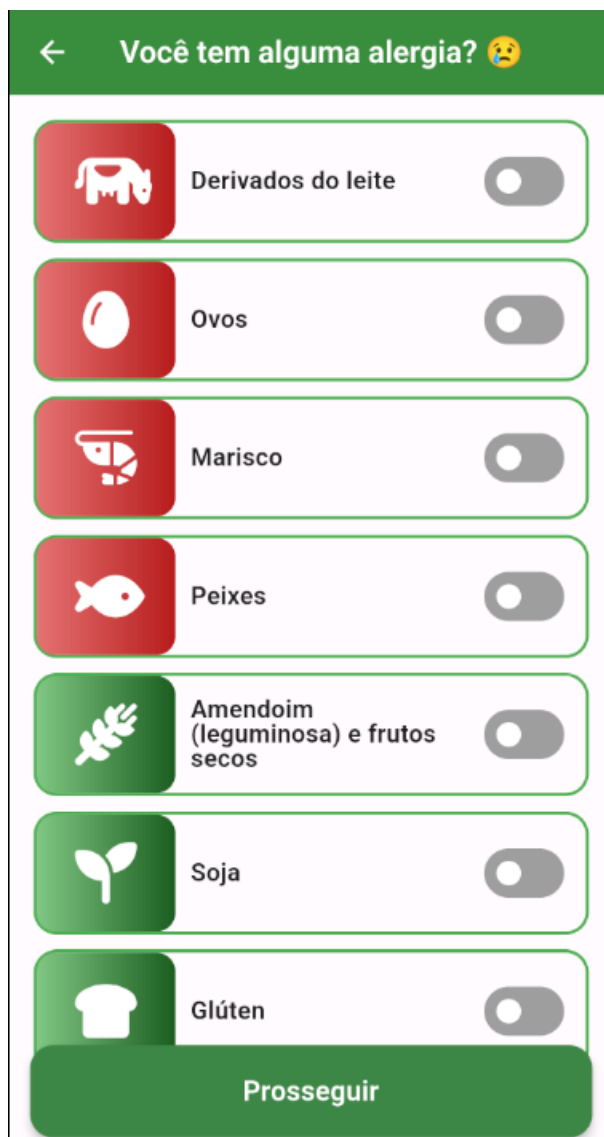 Você tem alguma alergia? 😢
Derivados do leite
Ovos
Marisco
Peixes
Amendoim
(leguminosa) e frutos
secos
Soja
Glúten
Prosseguir